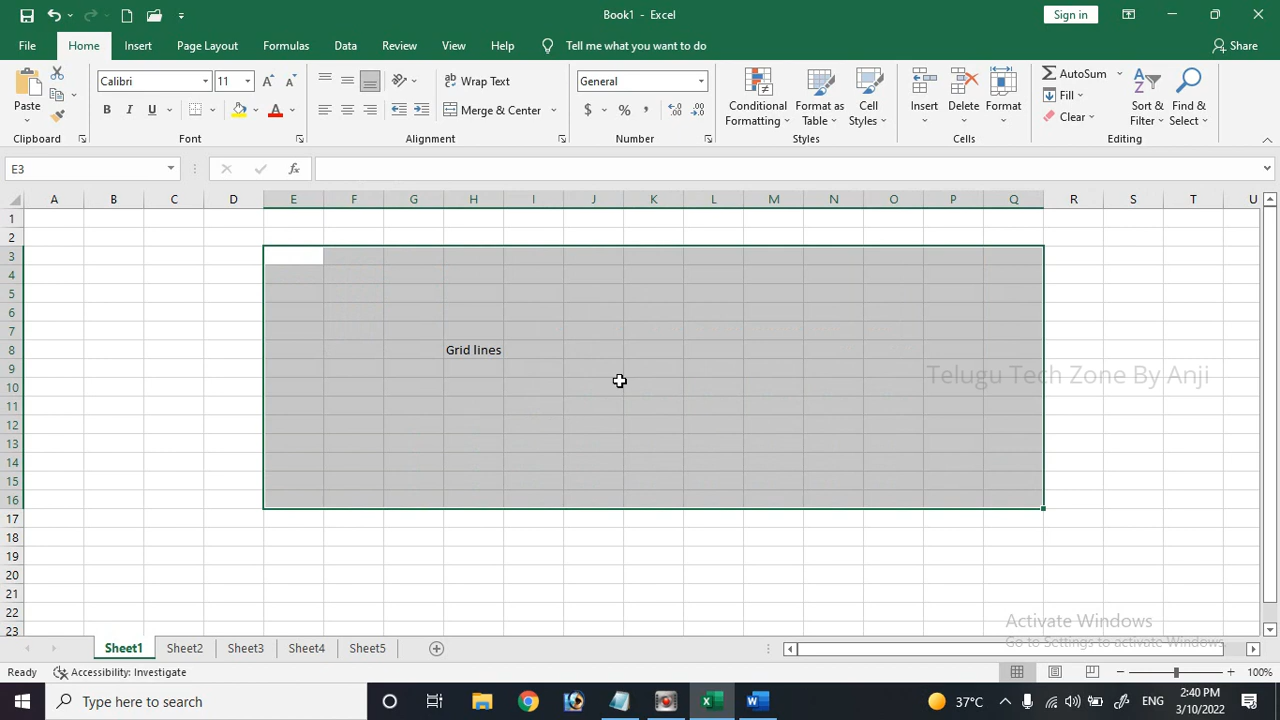 Book1 - Excel
Sign in
File Home Insert Page Layout Formulas Data Review View Help Tell me what you want to do Share
Calibri 11 Wrap Text General AutoSum
Paste Fill
B I U A Merge & Center $ % , Conditional Formatting Format as Table Cell Styles Insert Delete Format Clear Sort & Filter Find & Select
Clipboard Font Alignment Number Styles Cells Editing
E3 fx
A B C D E F G H I J K L M N O P Q R S T U
1
2
3
4
5
6
7
8 Grid lines
9
Telugu Tech Zone By Anji
10
11
12
13
14
15
16
17
18
19
20
21
22
23
Activate Windows
Go to Settings to activate Windows.
Sheet1 Sheet2 Sheet3 Sheet4 Sheet5
Ready Accessibility: Investigate 100%
Type here to search 37°C ENG 2:40 PM
3/10/2022